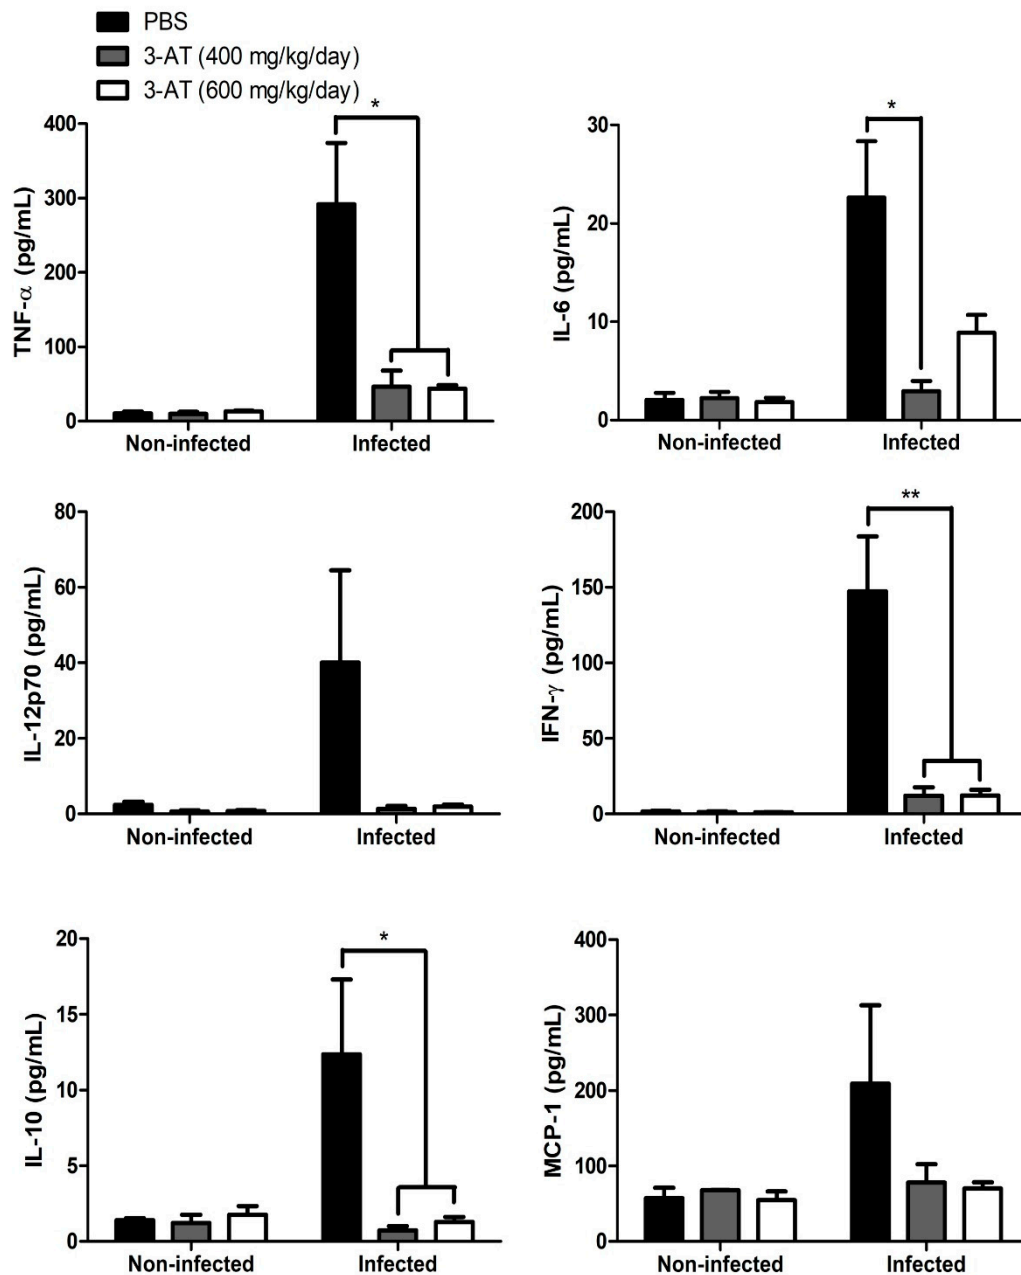 PBS
3-AT (400 mg/kg/day)
3-AT (600 mg/kg/day)
*
400
300
200
100
0
TNF-α (pg/mL)
Non-infected
Infected
*
30
20
10
0
IL-6 (pg/mL)
Non-infected
Infected
80
60
40
20
0
IL-12p70 (pg/mL)
Non-infected
Infected
**
200
150
100
50
0
IFN-γ (pg/mL)
Non-infected
Infected
*
20
15
10
5
0
IL-10 (pg/mL)
Non-infected
Infected
400
300
200
100
0
MCP-1 (pg/mL)
Non-infected
Infected